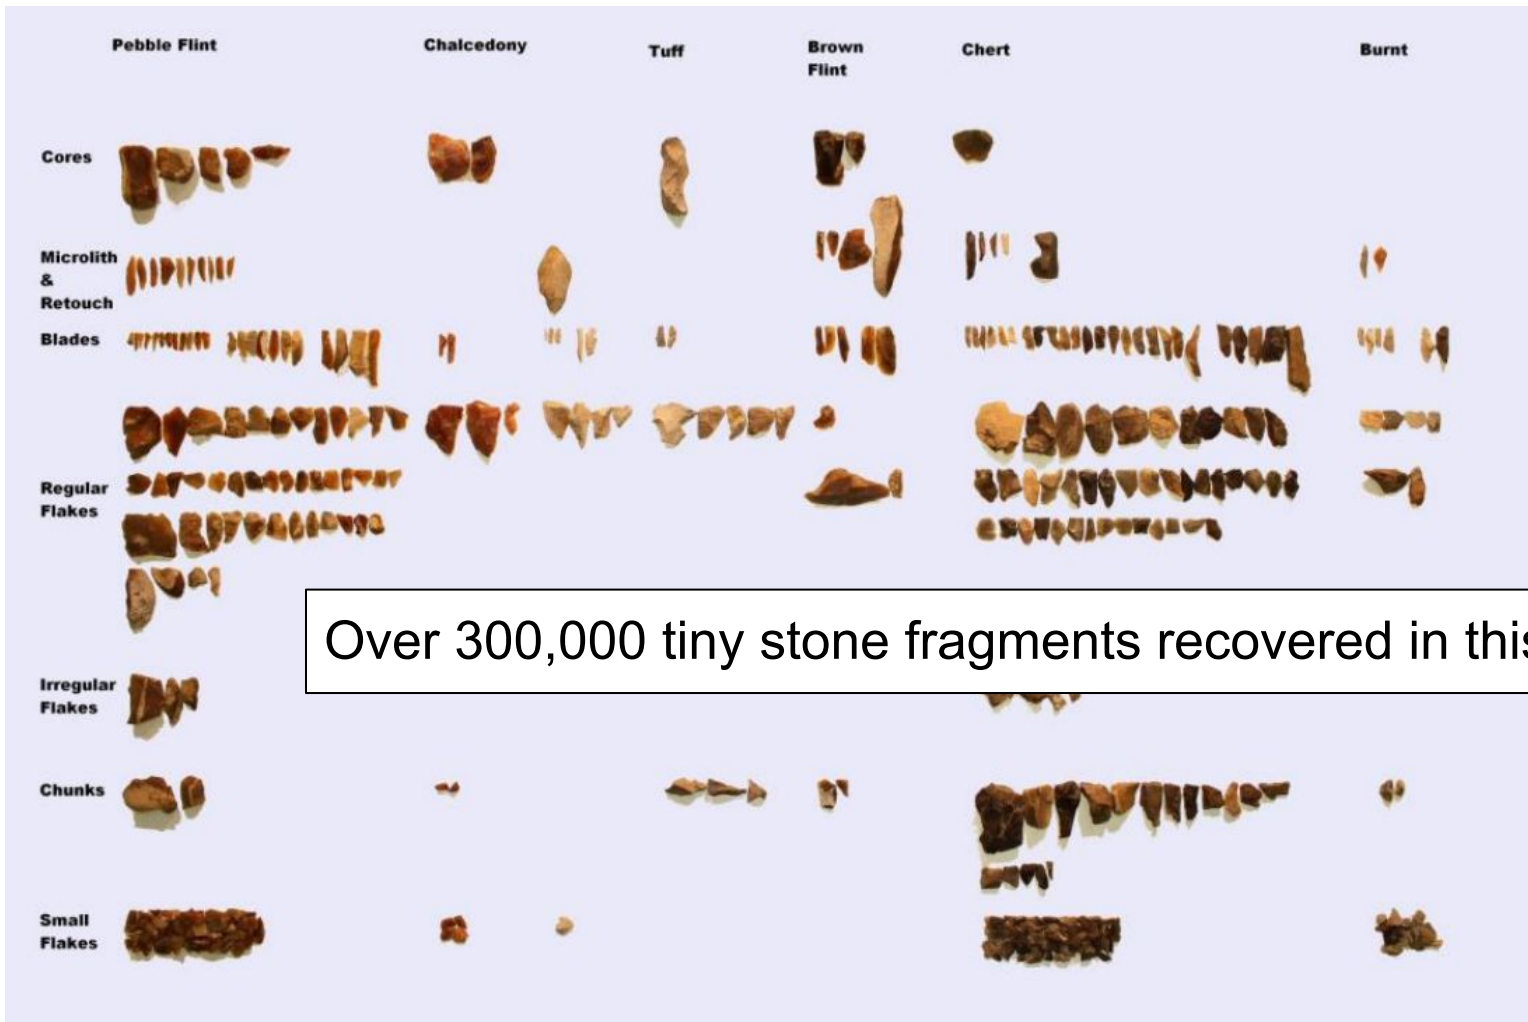 Pebble Flint
Chalcedony
Tuff
Brown
Flint
Chert
Burnt
Cores
Microlith
&
Retouch
Blades
Regular
Flakes
Over 300,000 tiny stone fragments recovered in this
Irregular
Flakes
Chunks
Small
Flakes